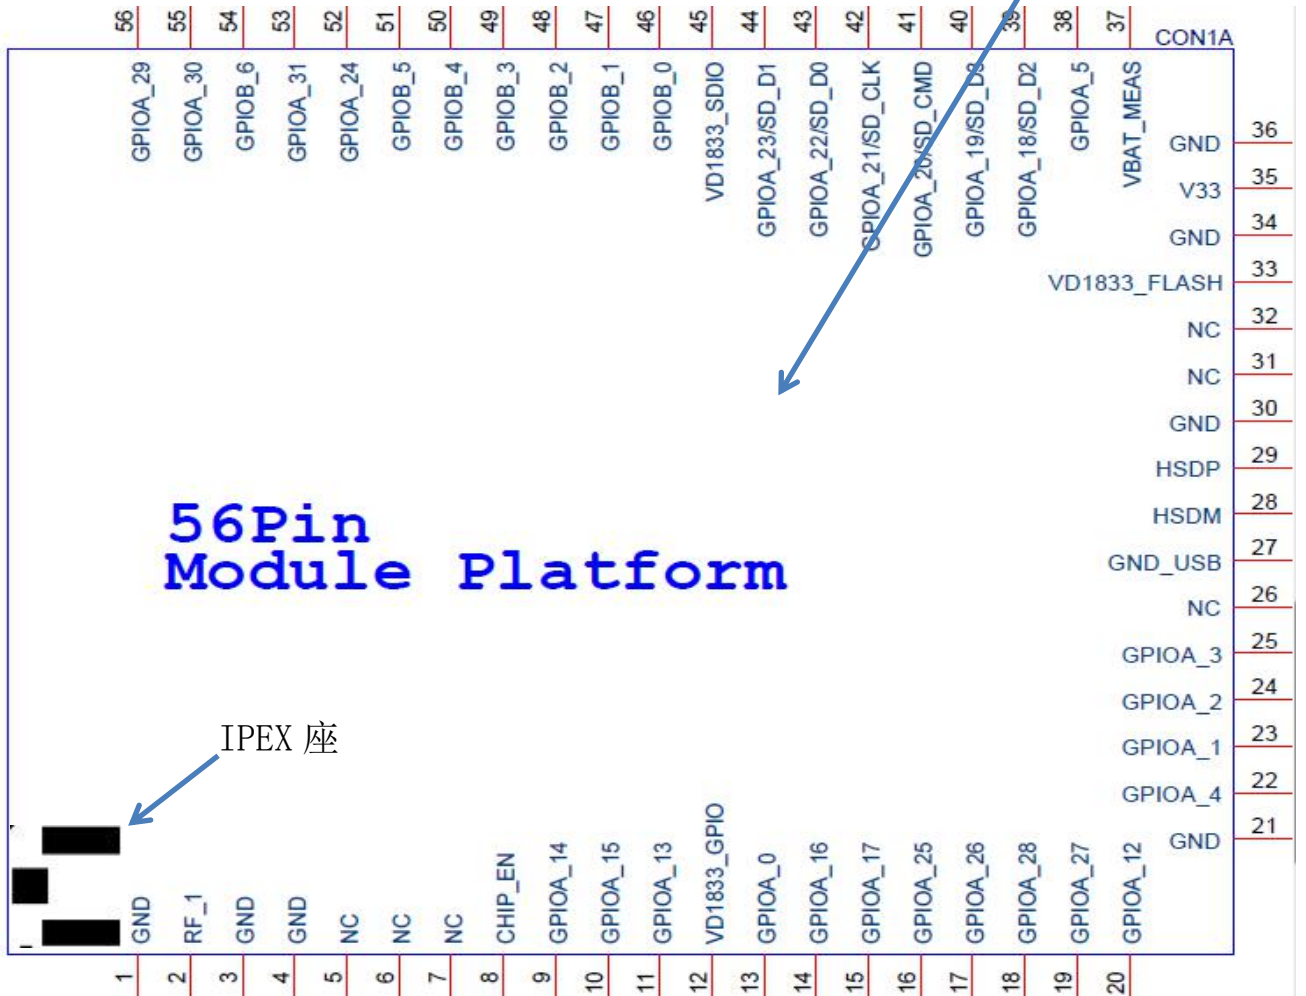 56 55 54 53 52 51 50 49 48 47 46 45 44 43 42 41 40 39 38 37
CON1A
GPIOA_29
GPIOA_30
GPIOB_6
GPIOA_31
GPIOA_24
GPIOB_5
GPIOB_4
GPIOB_3
GPIOB_2
GPIOB_1
GPIOB_0
VD1833_SDIO
GPIOA_23/SD_D1
GPIOA_22/SD_D0
GPIOA_21/SD_CLK
GPIOA_20/SD_CMD
GPIOA_19/SD_D3
GPIOA_18/SD_D2
GPIOA_5
VBAT_MEAS
GND 36
V33 35
GND 34
VD1833_FLASH 33
NC 32
NC 31
GND 30
HSDP 29
HSDM 28
GND_USB 27
NC 26
GPIOA_3 25
GPIOA_2 24
GPIOA_1 23
GPIOA_4 22
GND 21
56Pin
Module Platform
IPEX 座
GND
RF_1
GND
GND
NC
NC
NC
CHIP_EN
GPIOA_14
GPIOA_15
GPIOA_13
VD1833_GPIO
GPIOA_0
GPIOA_16
GPIOA_17
GPIOA_25
GPIOA_26
GPIOA_28
GPIOA_27
GPIOA_12
1 2 3 4 5 6 7 8 9 10 11 12 13 14 15 16 17 18 19 20